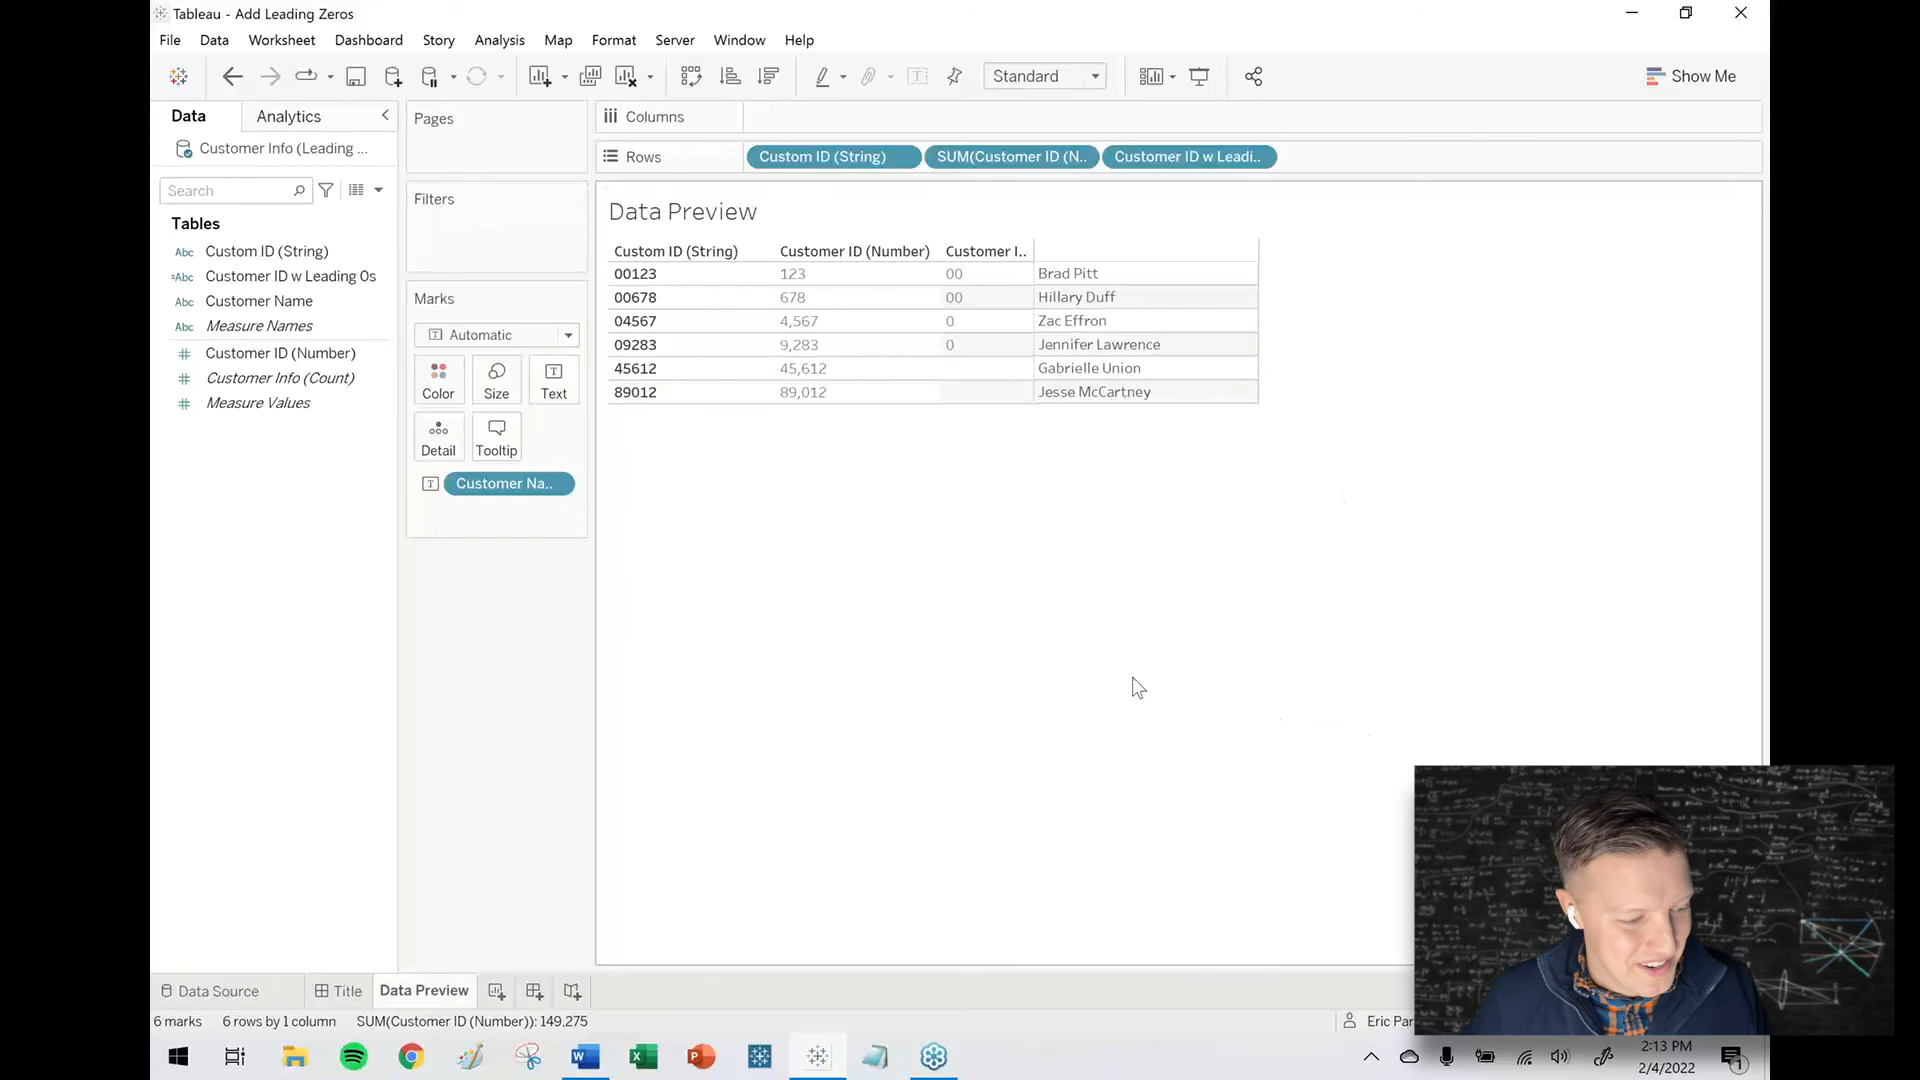 Tableau - Add Leading Zeros
File Data Worksheet Dashboard Story Analysis Map Format Server Window Help
Standard
Show Me
Data Analytics
Customer Info (Leading ...
Search
Tables
Abc Custom ID (String)
=Abc Customer ID w Leading 0s
Abc Customer Name
Abc Measure Names
# Customer ID (Number)
# Customer Info (Count)
# Measure Values
Pages
Filters
Marks
Automatic
Color Size Text
Detail Tooltip
Customer Na..
Columns
Rows Custom ID (String) SUM(Customer ID (N.. Customer ID w Leadi..
Data Preview
Custom ID (String) Customer ID (Number) Customer I..
00123 123 00 Brad Pitt
00678 678 00 Hillary Duff
04567 4,567 0 Zac Effron
09283 9,283 0 Jennifer Lawrence
45612 45,612 Gabrielle Union
89012 89,012 Jesse McCartney
Data Source Title Data Preview
6 marks 6 rows by 1 column SUM(Customer ID (Number)): 149,275
Eric Par
2:13 PM
2/4/2022